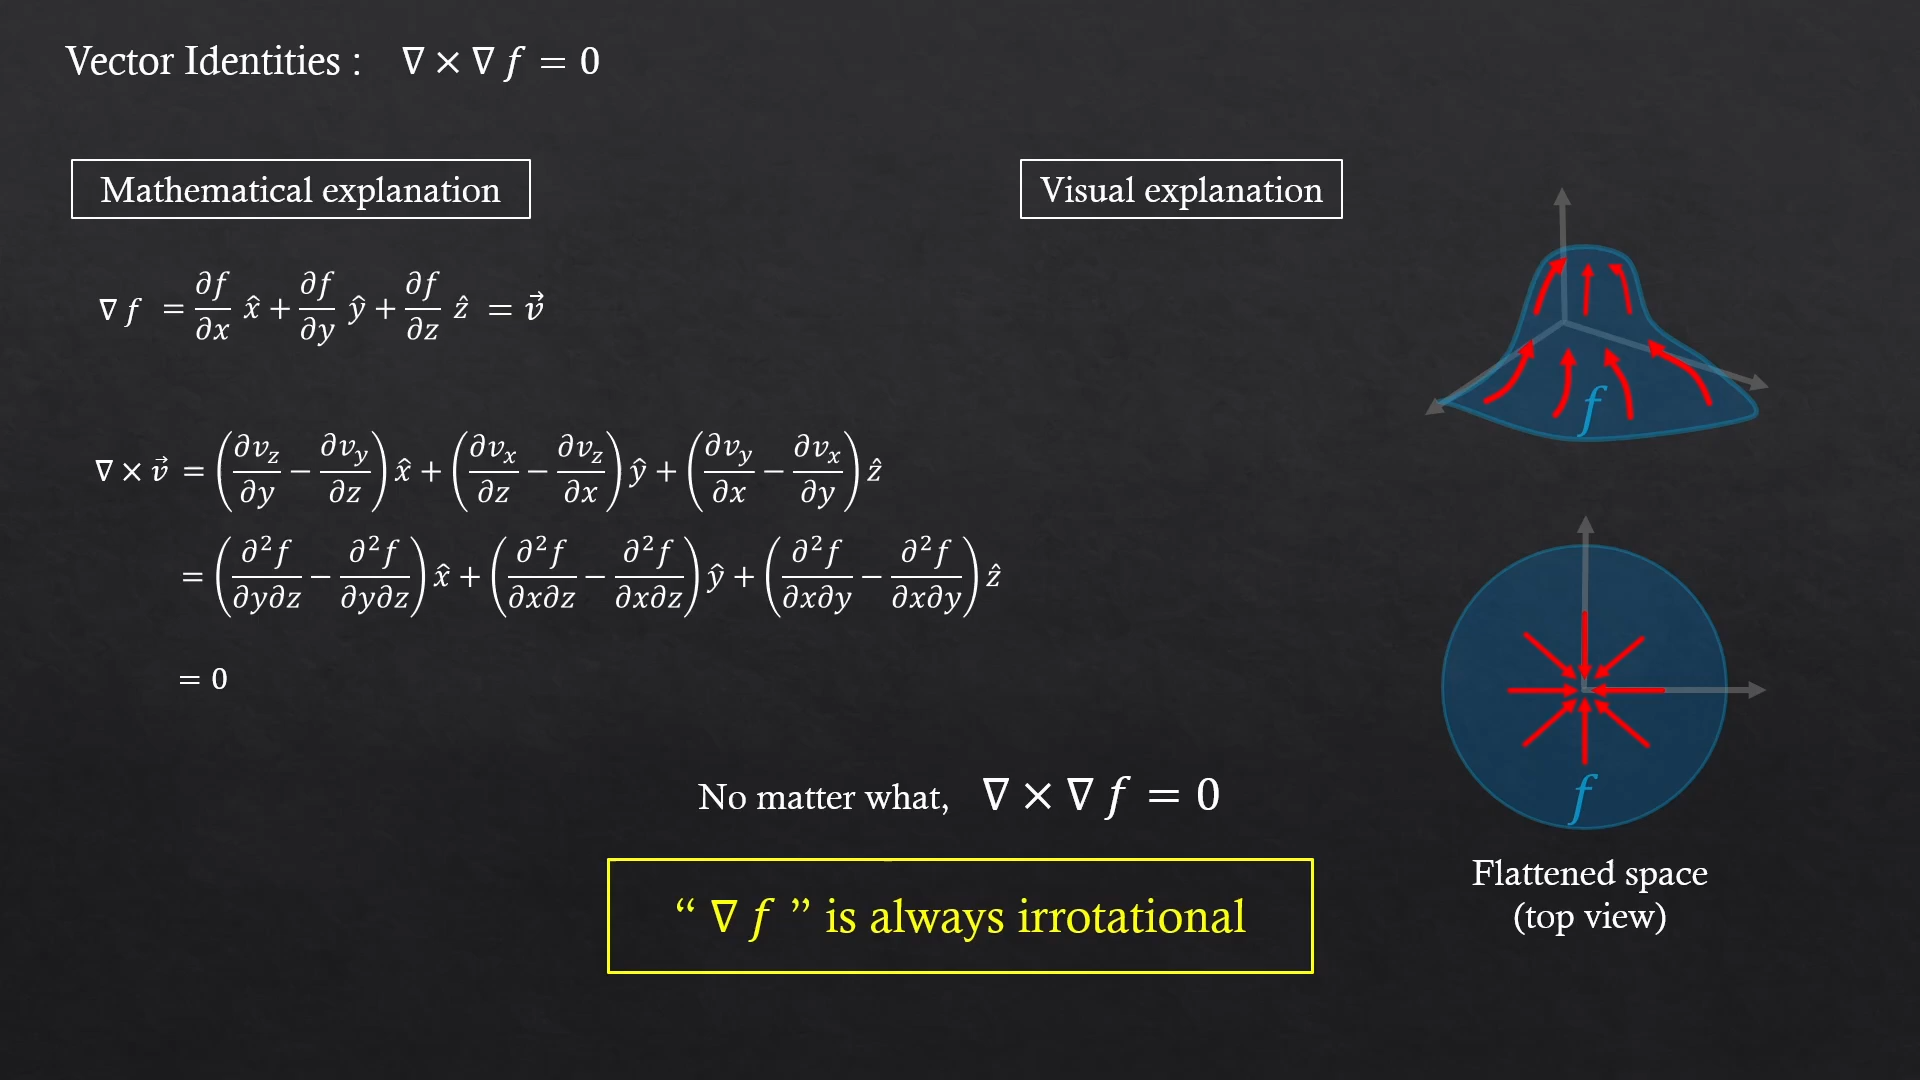 Vector Identities : ∇ × ∇ f = 0
Mathematical explanation
∇ f = ∂f/∂x x̂ + ∂f/∂y ŷ + ∂f/∂z ẑ = v⃗
∇ × v⃗ = (∂v_z/∂y − ∂v_y/∂z) x̂ + (∂v_x/∂z − ∂v_z/∂x) ŷ + (∂v_y/∂x − ∂v_x/∂y) ẑ
= (∂²f/∂y∂z − ∂²f/∂y∂z) x̂ + (∂²f/∂x∂z − ∂²f/∂x∂z) ŷ + (∂²f/∂x∂y − ∂²f/∂x∂y) ẑ
= 0
Visual explanation
f
f
Flattened space
(top view)
No matter what, ∇ × ∇ f = 0
“ ∇ f ” is always irrotational